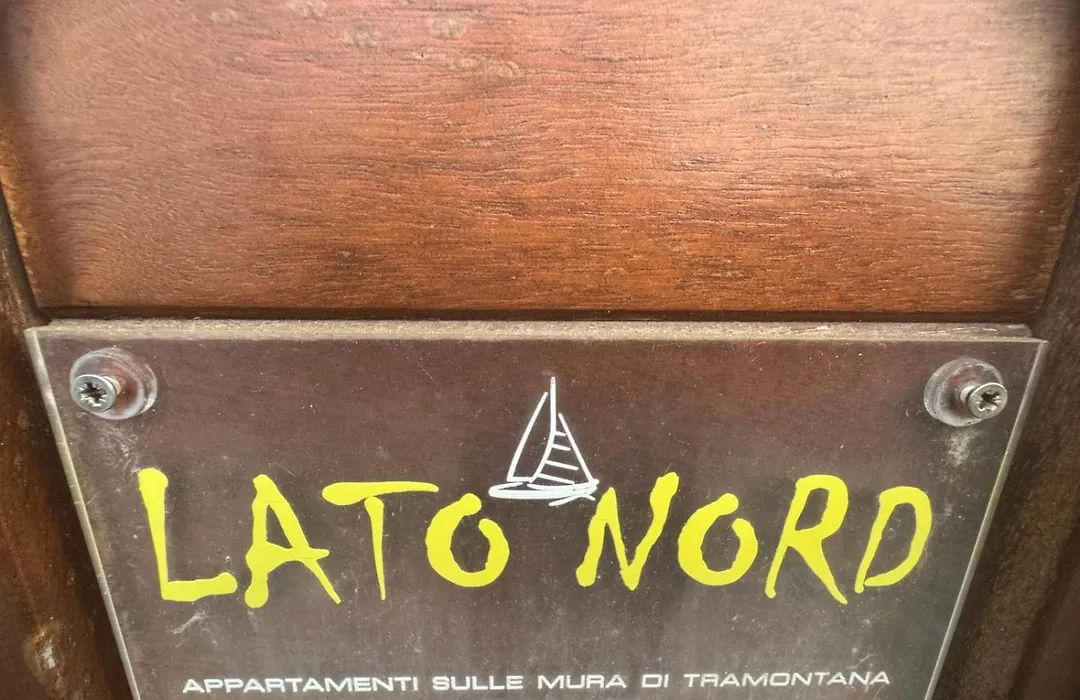 LATO NORD
APPARTAMENTI SULLE MURA DI TRAMONTANA